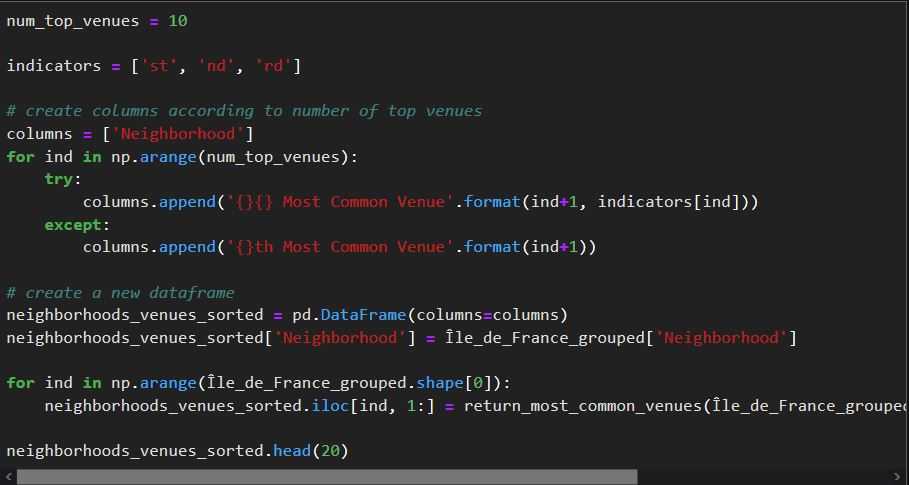 num_top_venues = 10
indicators = ['st', 'nd', 'rd']
# create columns according to number of top venues
columns = ['Neighborhood']
for ind in np.arange(num_top_venues):
    try:
        columns.append('{}{} Most Common Venue'.format(ind+1, indicators[ind]))
    except:
        columns.append('{}th Most Common Venue'.format(ind+1))
# create a new dataframe
neighborhoods_venues_sorted = pd.DataFrame(columns=columns)
neighborhoods_venues_sorted['Neighborhood'] = Île_de_France_grouped['Neighborhood']
for ind in np.arange(Île_de_France_grouped.shape[0]):
    neighborhoods_venues_sorted.iloc[ind, 1:] = return_most_common_venues(Île_de_France_grouped
neighborhoods_venues_sorted.head(20)